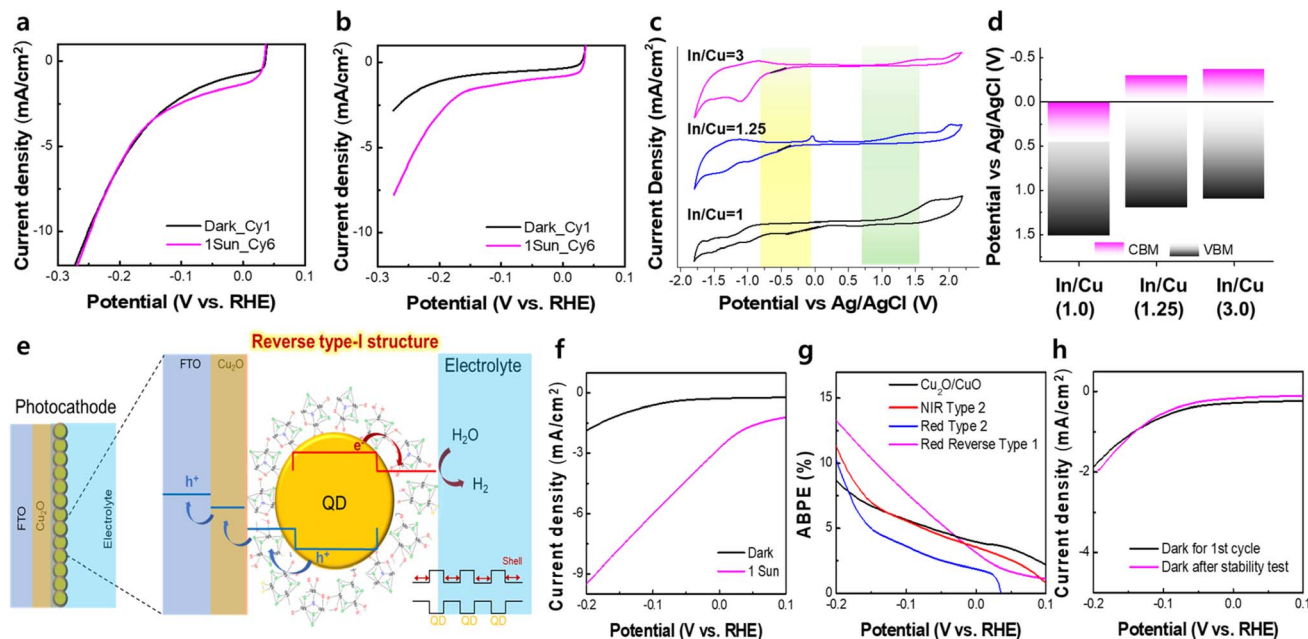 a
Current density (mA/cm²)
0
-5
-10
Dark_Cy1
1Sun_Cy6
-0.3
-0.2
-0.1
0.0
0.1
Potential (V vs. RHE)
b
Current density (mA/cm²)
0
-5
-10
Dark_Cy1
1Sun_Cy6
-0.3
-0.2
-0.1
0.0
0.1
Potential (V vs. RHE)
c
Current Density (mA/cm²)
In/Cu=3
In/Cu=1.25
In/Cu=1
-2.0
-1.5
-1.0
-0.5
0.0
0.5
1.0
1.5
2.0
Potential vs Ag/AgCl (V)
d
Potential vs Ag/AgCl (V)
-0.5
0.0
0.5
1.0
1.5
CBM
VBM
In/Cu
(1.0)
In/Cu
(1.25)
In/Cu
(3.0)
e
Reverse type-I structure
Photocathode
FTO
Cu₂O
Electrolyte
FTO
Cu₂O
h⁺
QD
e⁻
h⁺
Electrolyte
H₂O
H₂
Shell
QD QD QD
f
Current density (mA/cm²)
0
-3
-6
-9
Dark
1 Sun
-0.2
-0.1
0.0
0.1
Potential (V vs. RHE)
g
ABPE (%)
15
10
5
0
Cu₂O/CuO
NIR Type 2
Red Type 2
Red Reverse Type 1
-0.2
-0.1
0.0
0.1
Potential (V vs. RHE)
h
Current density (mA/cm²)
0
-2
-4
Dark for 1st cycle
Dark after stability test
-0.2
-0.1
0.0
0.1
Potential (V vs. RHE)